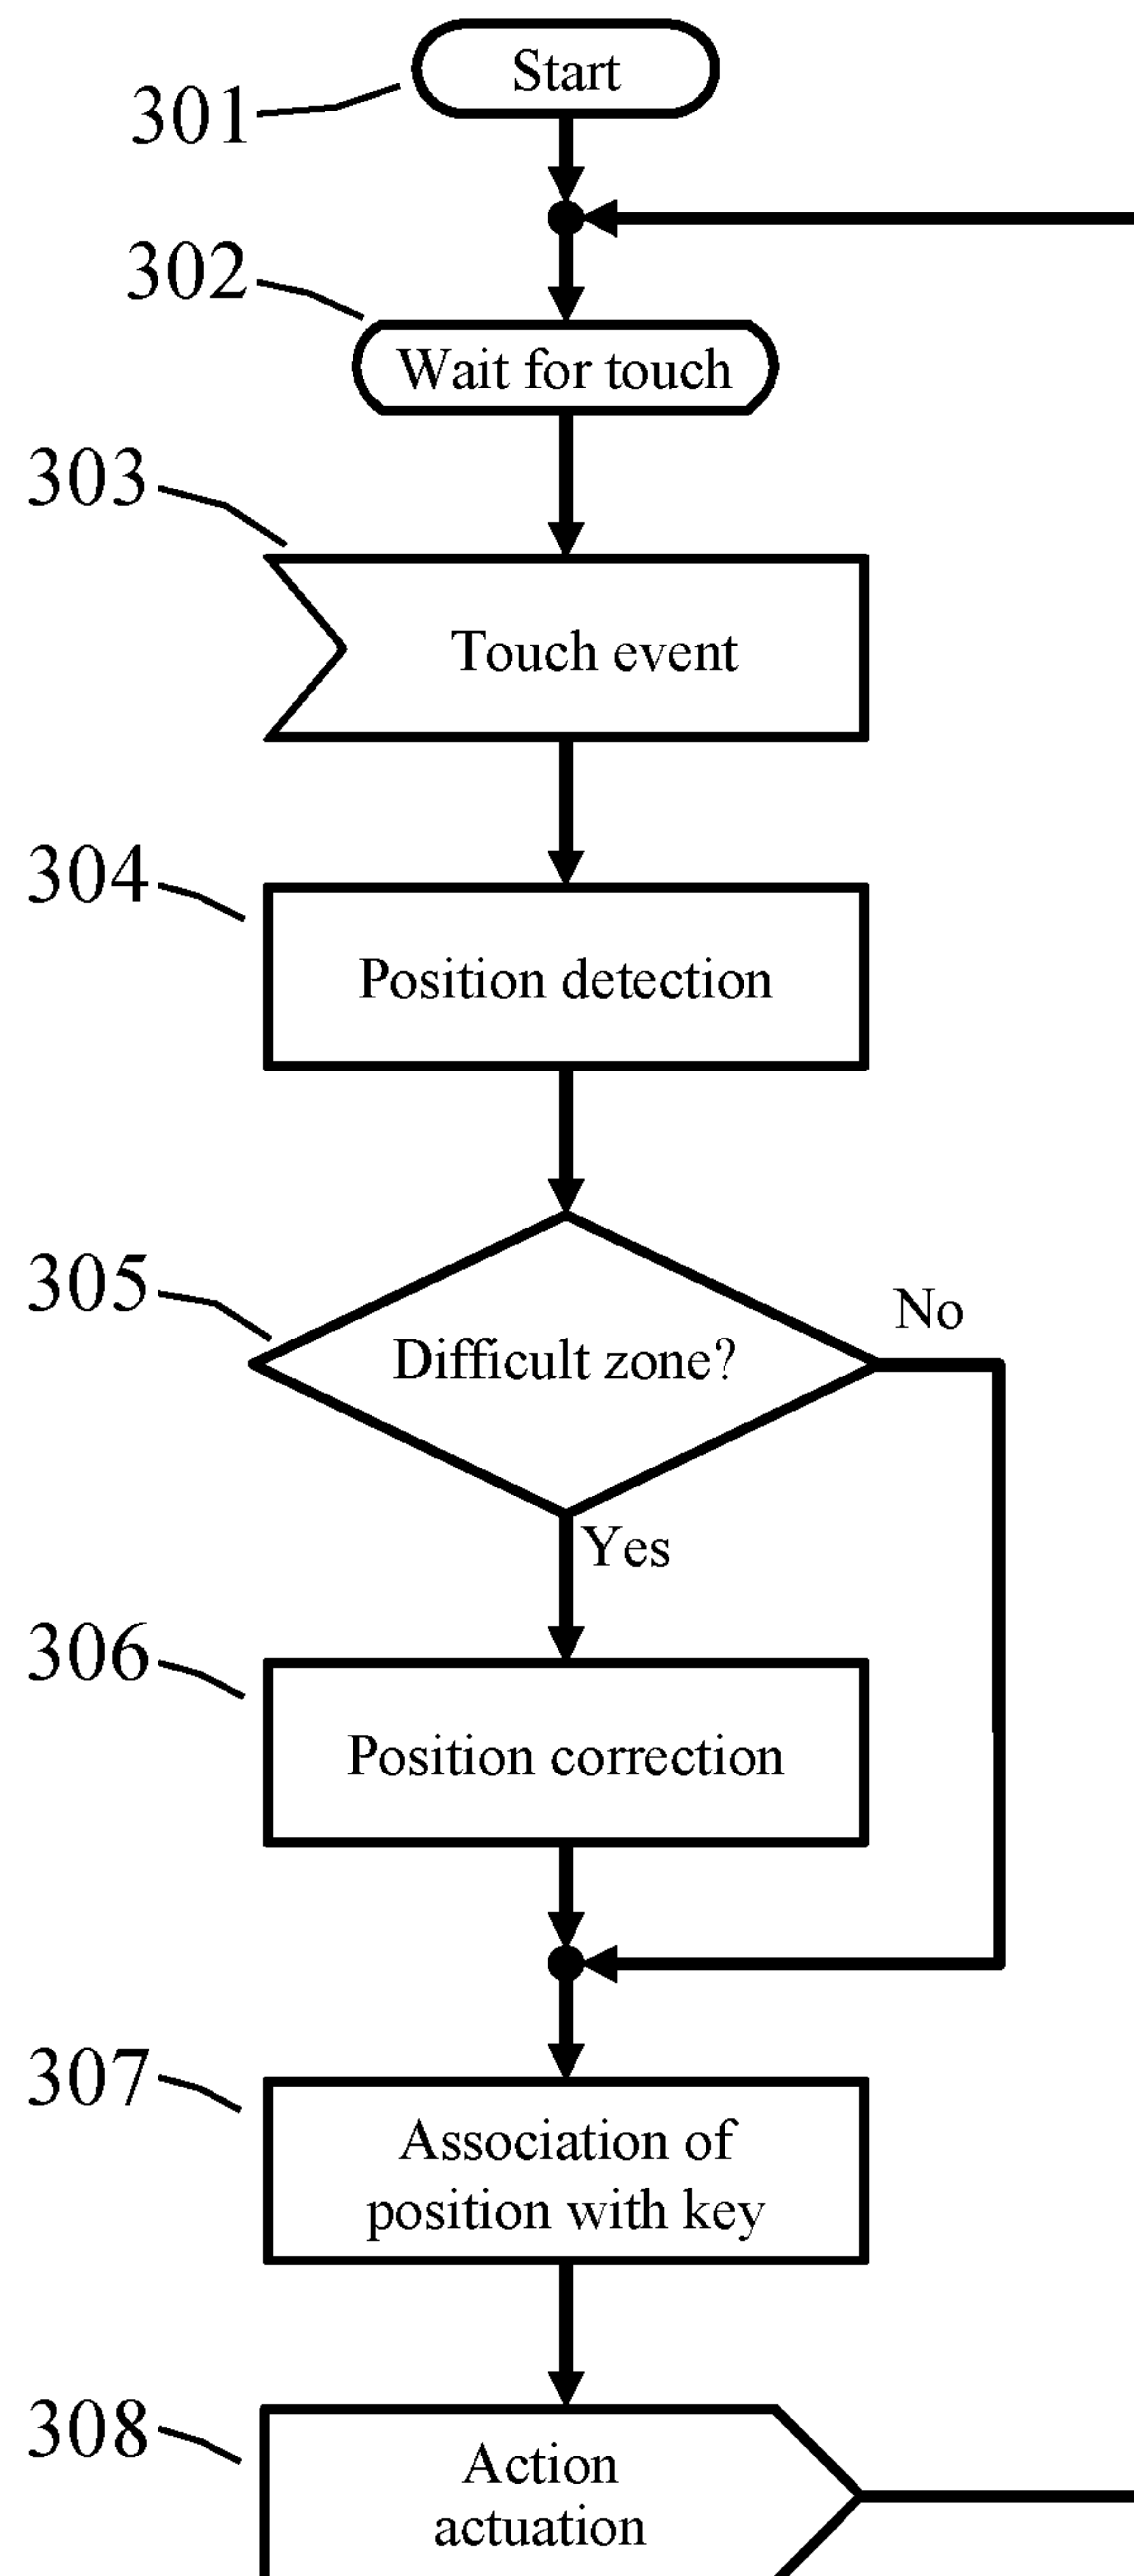 Start
301
302
Wait for touch
303
Touch event
304
Position detection
305
No
Difficult zone?
Yes
306
Position correction
307
Association of
position with key
308
Action
actuation